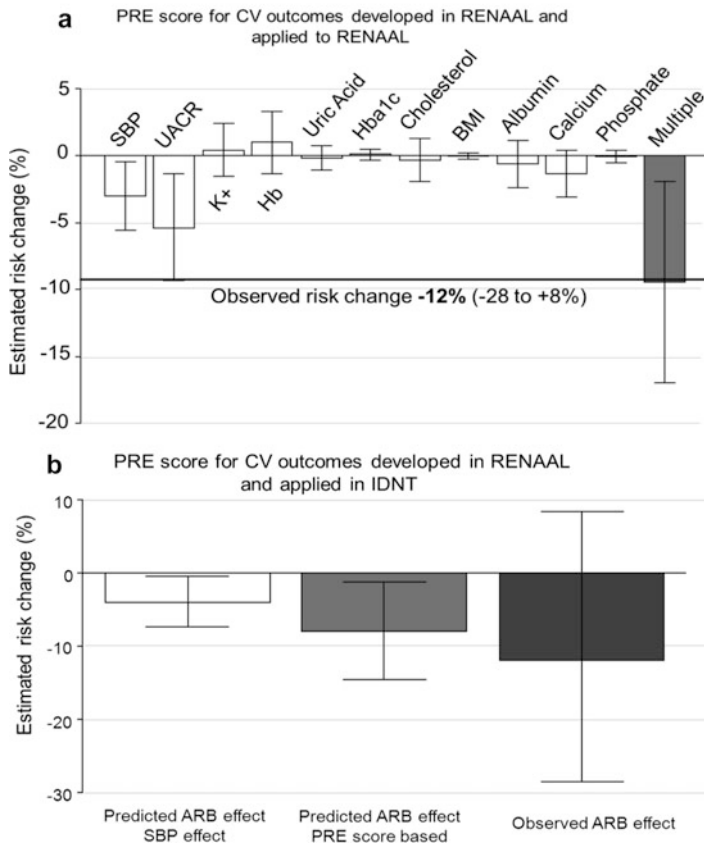 a
PRE score for CV outcomes developed in RENAAL and
applied to RENAAL
Estimated risk change (%)
5
0
-5
-10
-15
-20
SBP
UACR
K+
Hb
Uric Acid
Hba1c
Cholesterol
BMI
Albumin
Calcium
Phosphate
Multiple
Observed risk change -12% (-28 to +8%)
b
PRE score for CV outcomes developed in RENAAL
and applied in IDNT
Estimated risk change (%)
10
0
-10
-20
-30
Predicted ARB effect
SBP effect
Predicted ARB effect
PRE score based
Observed ARB effect